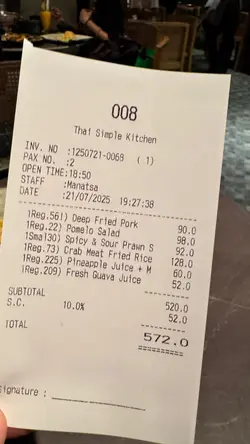 008
Thai Simple Kitchen
INV. NO :1250721-0068 ( 1)
PAX NO. :2
OPEN TIME:18:50
STAFF :Manatsa
DATE :21/07/2025 19:27:38
1(Reg.561) Deep Fried Pork 90.0
1(Reg.22) Pomelo Salad 98.0
1(Smal30) Spicy & Sour Prawn S 92.0
1(Reg.73) Crab Meat Fried Rice 128.0
1(Reg.225) Pineapple Juice + M 60.0
1(Reg.209) Fresh Guava Juice 52.0
SUBTOTAL 520.0
S.C. 10.0% 52.0
TOTAL 572.0
signature :